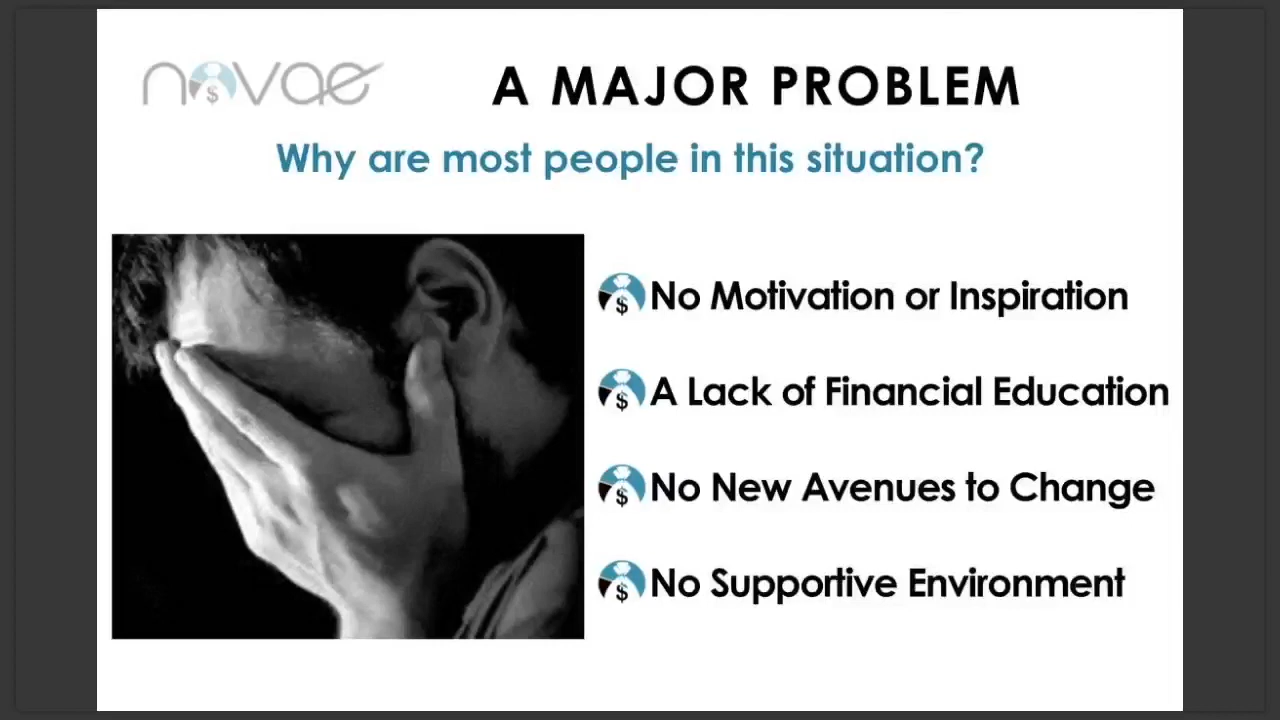 novae
A MAJOR PROBLEM
Why are most people in this situation?
$ No Motivation or Inspiration
$ A Lack of Financial Education
$ No New Avenues to Change
$ No Supportive Environment